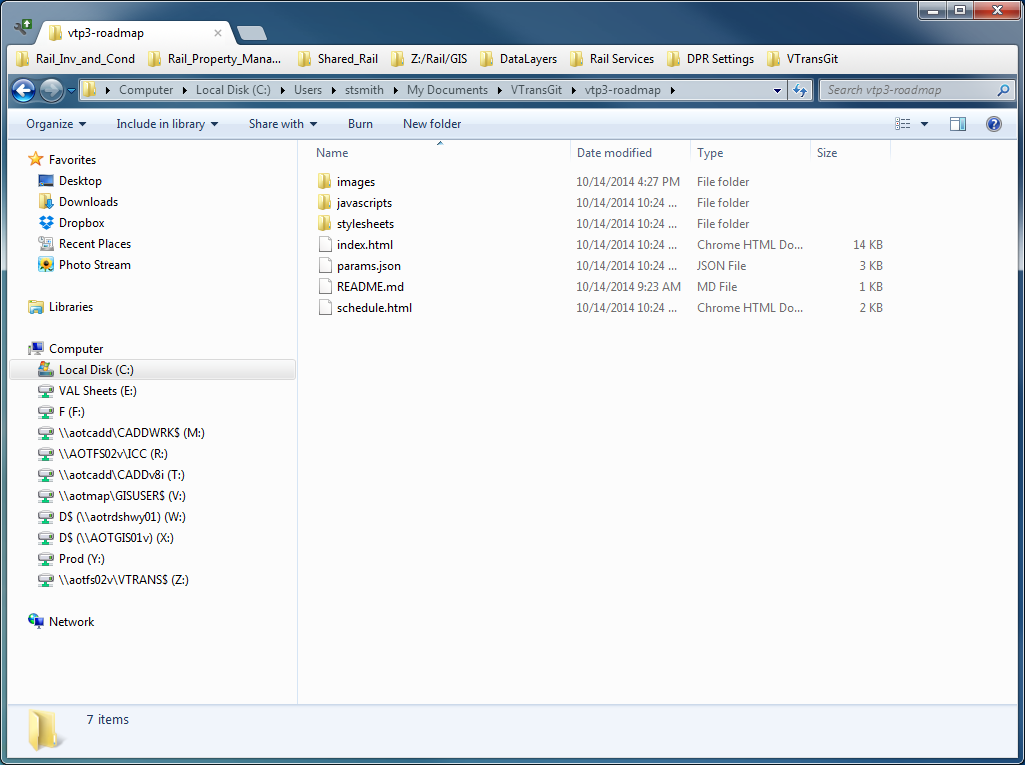 vtp3-roadmap
Rail_Inv_and_Cond Rail_Property_Mana... Shared_Rail Z:/Rail/GIS DataLayers Rail Services DPR Settings VTransGit
Computer Local Disk (C:) Users stsmith My Documents VTransGit vtp3-roadmap Search vtp3-roadmap
Organize Include in library Share with Burn New folder
Name Date modified Type Size
Favorites
Desktop
Downloads
Dropbox
Recent Places
Photo Stream
Libraries
Computer
Local Disk (C:)
VAL Sheets (E:)
F (F:)
\\aotcadd\CADDWRK$ (M:)
\\AOTFS02v\ICC (R:)
\\aotcadd\CADDv8i (T:)
\\aotmap\GISUSER$ (V:)
D$ (\\aotrdshwy01) (W:)
D$ (\\AOTGIS01v) (X:)
Prod (Y:)
\\aotfs02v\VTRANS$ (Z:)
Network
images 10/14/2014 4:27 PM File folder
javascripts 10/14/2014 10:24 ... File folder
stylesheets 10/14/2014 10:24 ... File folder
index.html 10/14/2014 10:24 ... Chrome HTML Do... 14 KB
params.json 10/14/2014 10:24 ... JSON File 3 KB
README.md 10/14/2014 9:23 AM MD File 1 KB
schedule.html 10/14/2014 10:24 ... Chrome HTML Do... 2 KB
7 items